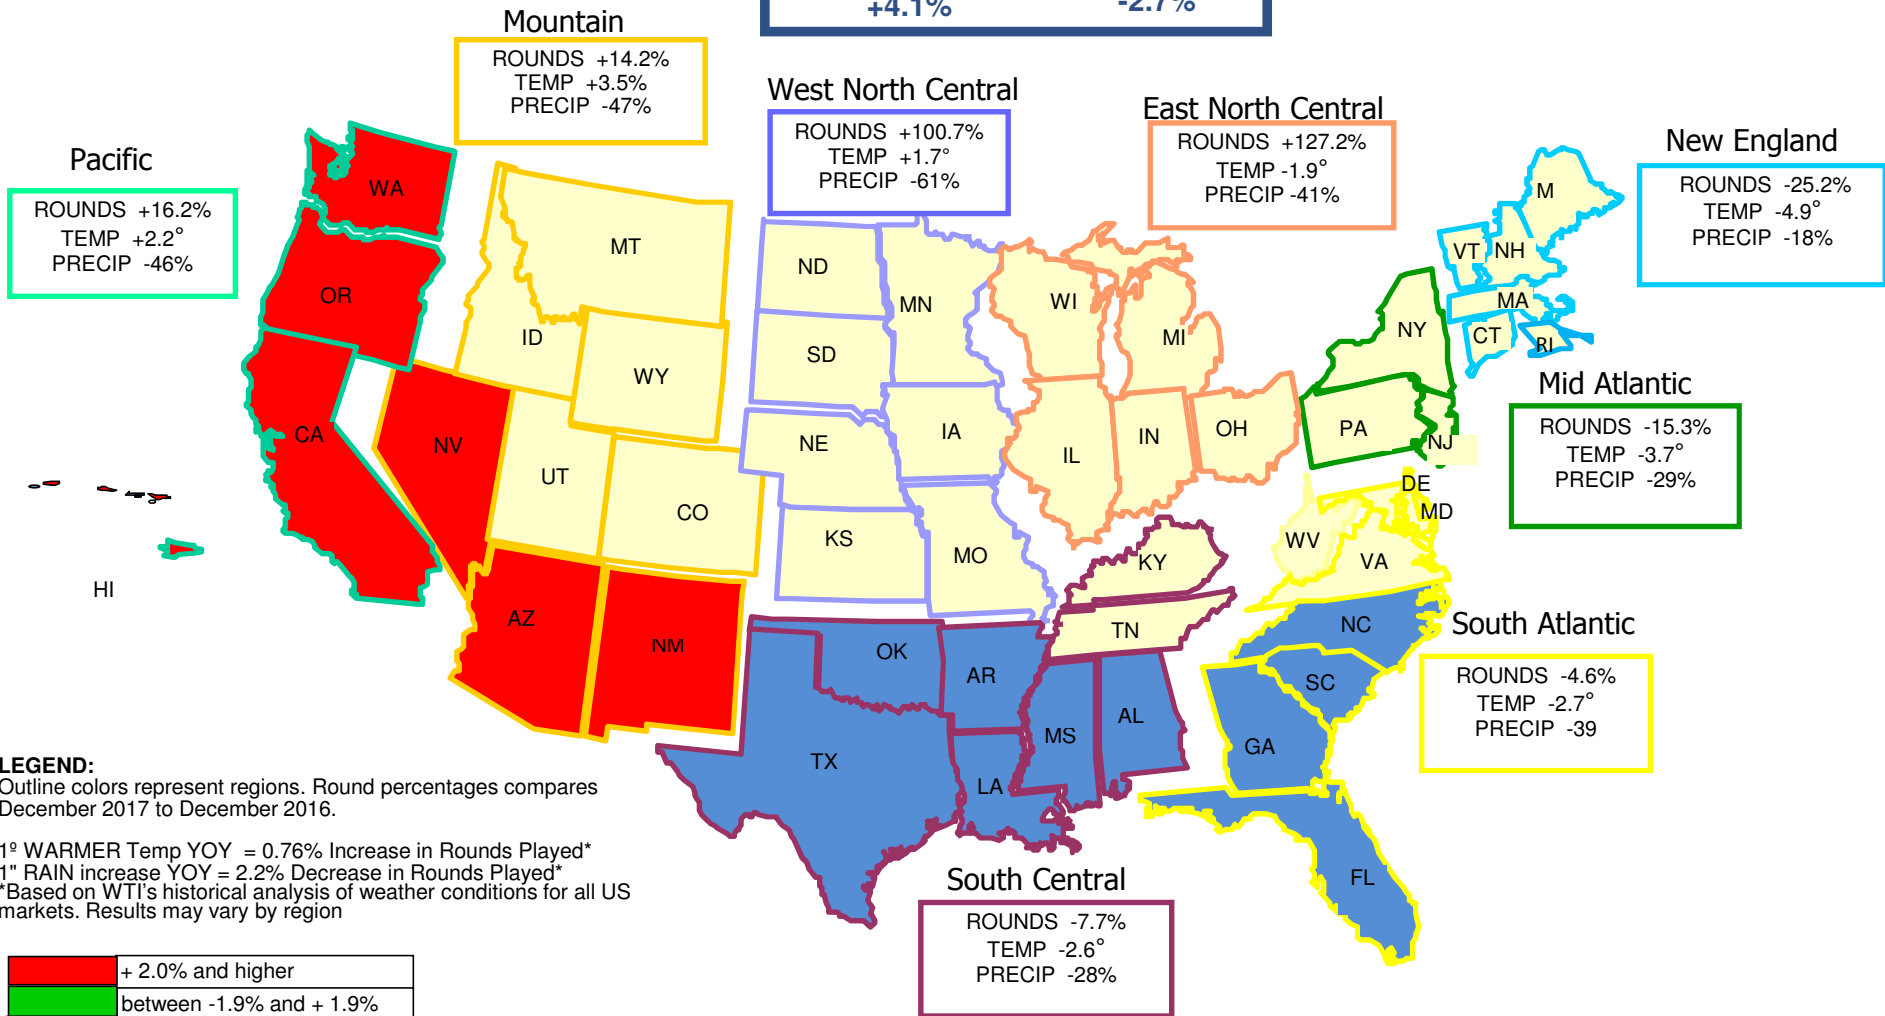 +4.1% -2.7%
Mountain
ROUNDS +14.2%
TEMP +3.5%
PRECIP -47%
West North Central
ROUNDS +100.7%
TEMP +1.7°
PRECIP -61%
East North Central
ROUNDS +127.2%
TEMP -1.9°
PRECIP -41%
New England
ROUNDS -25.2%
TEMP -4.9°
PRECIP -18%
Pacific
ROUNDS +16.2%
TEMP +2.2°
PRECIP -46%
Mid Atlantic
ROUNDS -15.3%
TEMP -3.7°
PRECIP -29%
South Atlantic
ROUNDS -4.6%
TEMP -2.7°
PRECIP -39
South Central
ROUNDS -7.7%
TEMP -2.6°
PRECIP -28%
WA
OR
CA
HI
MT
ID
WY
NV
UT
CO
AZ
NM
ND
SD
NE
KS
MN
IA
MO
WI
MI
IL
IN
OH
M
VT
NH
MA
CT
RI
NY
PA
NJ
DE
MD
WV
VA
NC
SC
GA
FL
KY
TN
OK
AR
TX
LA
MS
AL
LEGEND:
Outline colors represent regions. Round percentages compares
December 2017 to December 2016.
1º WARMER Temp YOY = 0.76% Increase in Rounds Played*
1" RAIN increase YOY = 2.2% Decrease in Rounds Played*
*Based on WTI's historical analysis of weather conditions for all US
markets. Results may vary by region
+ 2.0% and higher
between -1.9% and + 1.9%